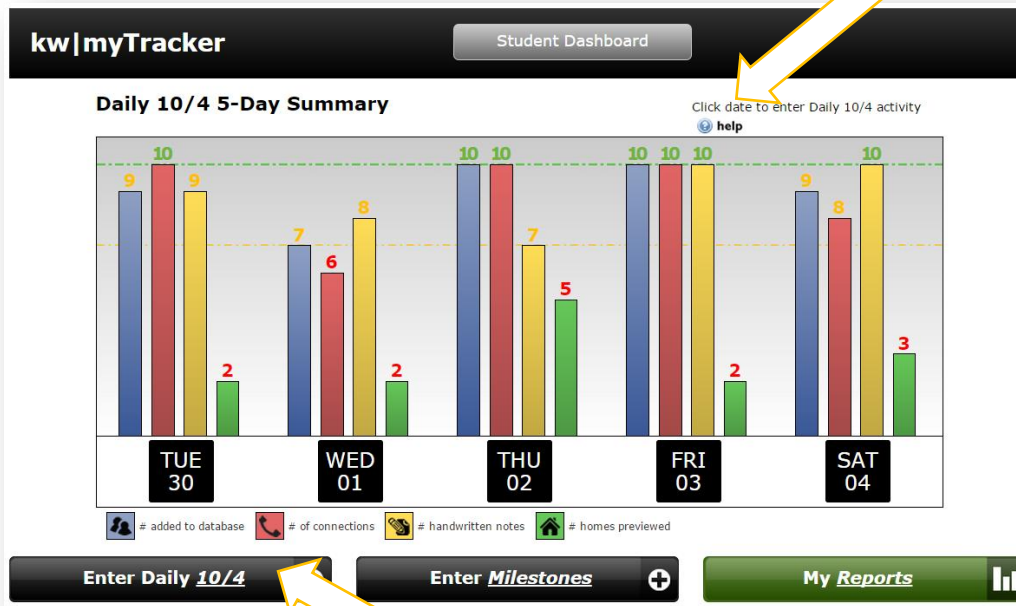 kw|myTracker
Student Dashboard
Daily 10/4 5-Day Summary
Click date to enter Daily 10/4 activity
help
9 10 9 2
7 6 8 2
10 10 7 5
10 10 10 2
9 8 10 3
TUE
30
WED
01
THU
02
FRI
03
SAT
04
# added to database
# of connections
# handwritten notes
# homes previewed
Enter Daily 10/4
Enter Milestones
My Reports